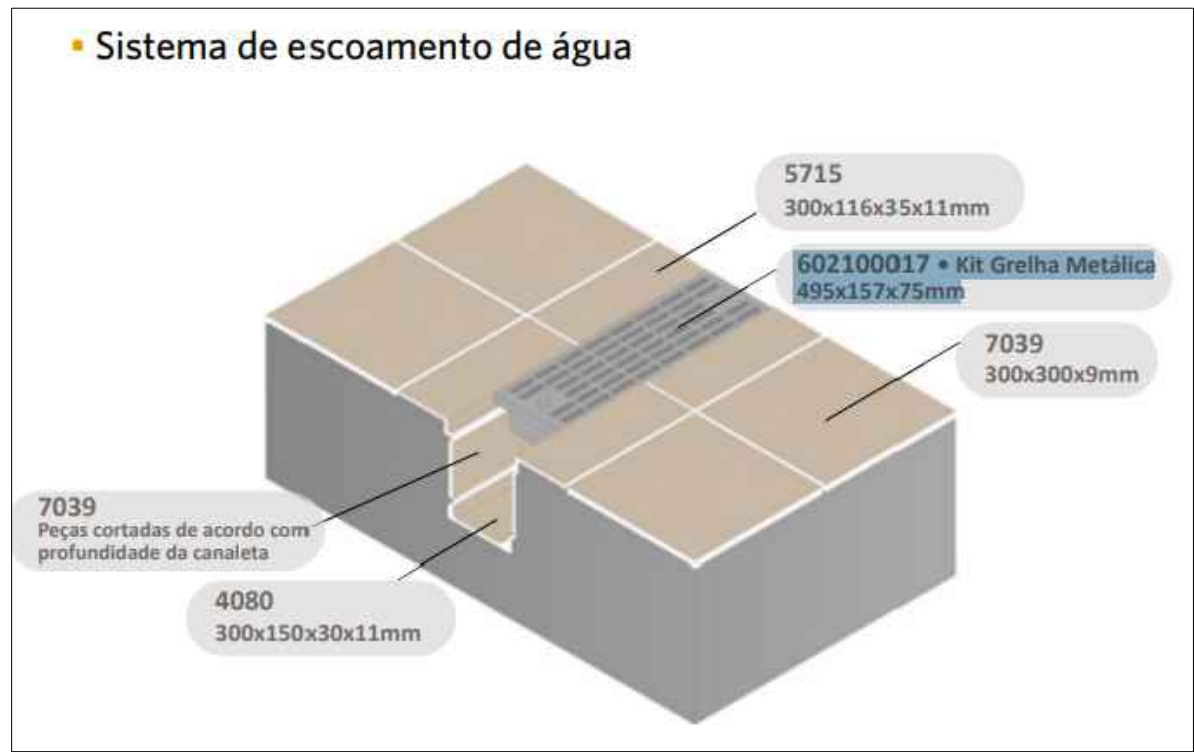 ▪ Sistema de escoamento de água
5715
300x116x35x11mm
602100017 • Kit Grelha Metálica
495x157x75mm
7039
300x300x9mm
7039
Peças cortadas de acordo com
profundidade da canaleta
4080
300x150x30x11mm